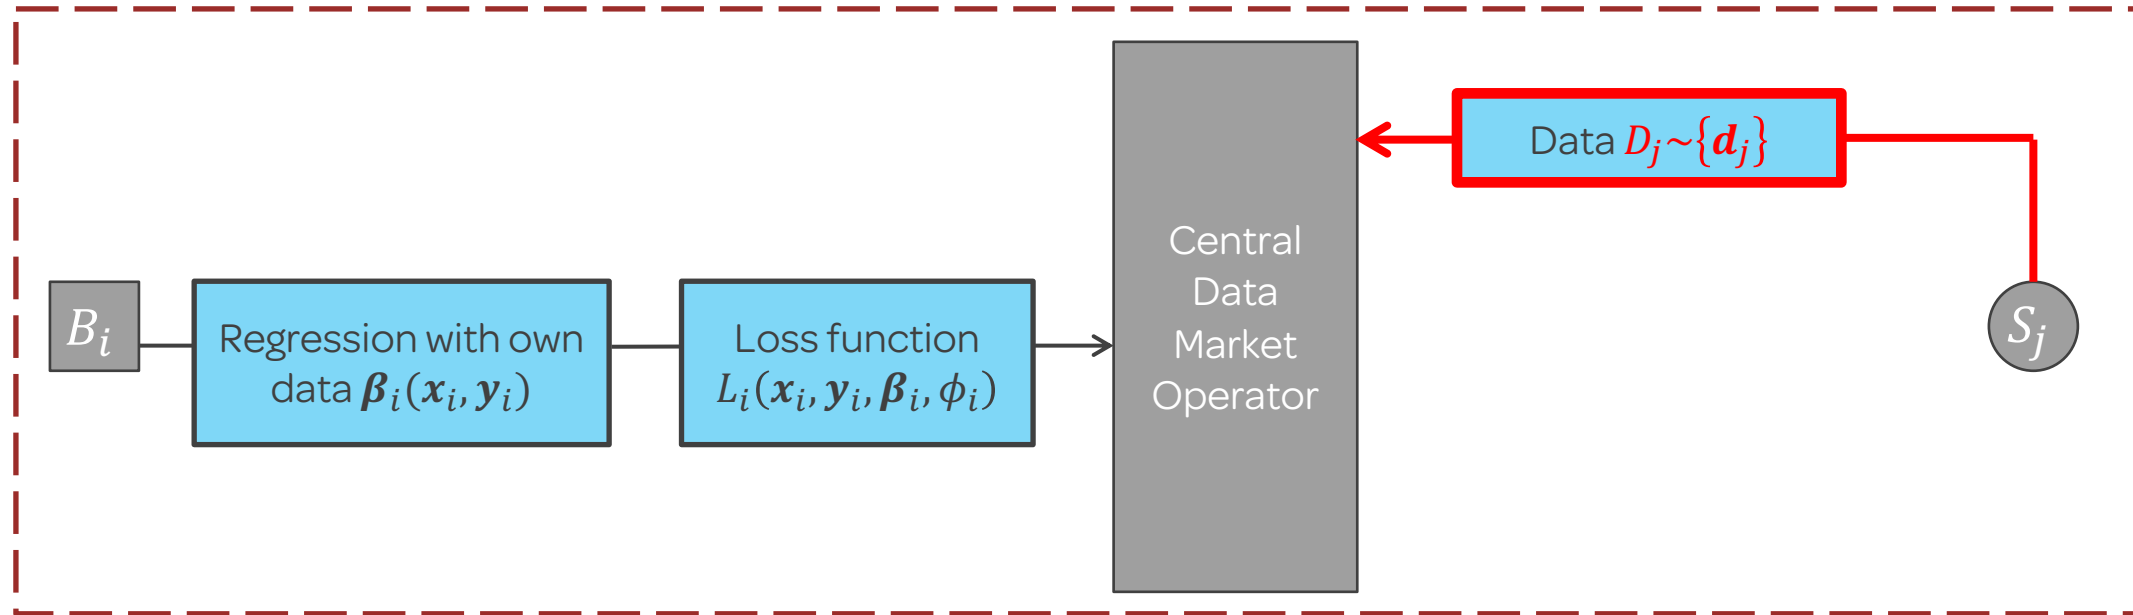 B_i
Regression with own
data β_i(x_i, y_i)
Loss function
L_i(x_i, y_i, β_i, ϕ_i)
Central
Data
Market
Operator
Data D_j~{d_j}
S_j